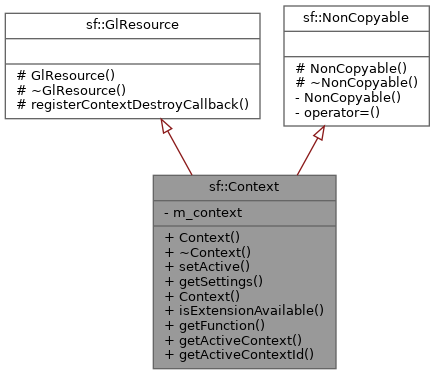 sf::GlResource
# GlResource()
# ~GlResource()
# registerContextDestroyCallback()
sf::NonCopyable
# NonCopyable()
# ~NonCopyable()
- NonCopyable()
- operator=()
sf::Context
- m_context
+ Context()
+ ~Context()
+ setActive()
+ getSettings()
+ Context()
+ isExtensionAvailable()
+ getFunction()
+ getActiveContext()
+ getActiveContextId()